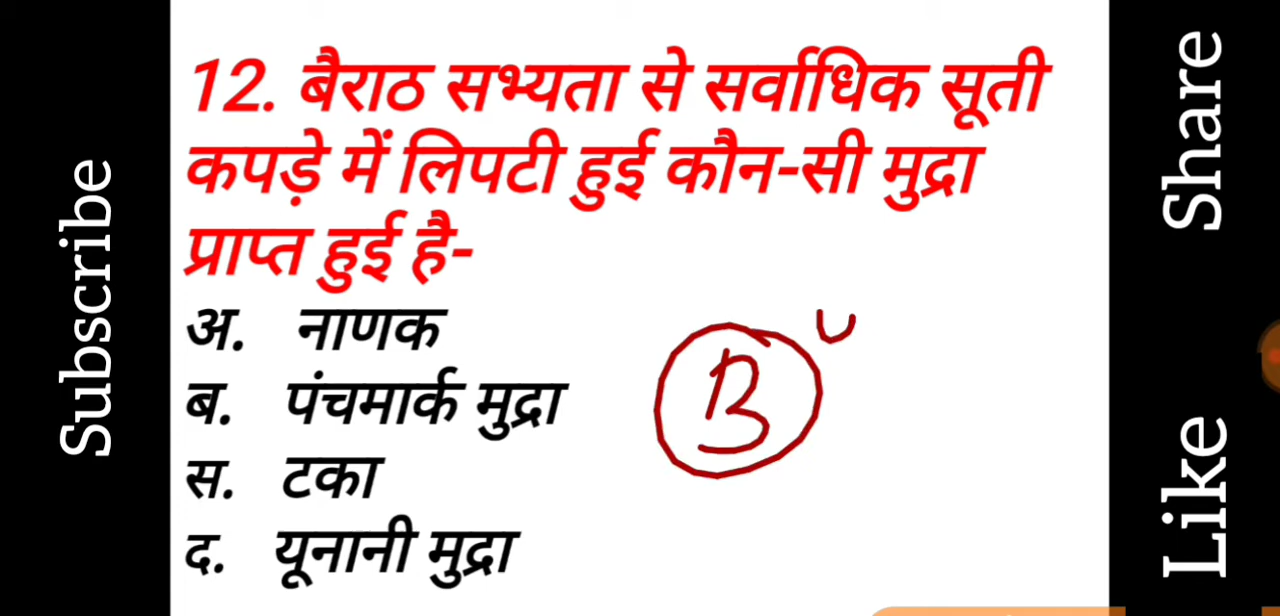 Subscribe
12. बैराठ सभ्यता से सर्वाधिक सूती
कपड़े में लिपटी हुई कौन-सी मुद्रा
प्राप्त हुई है-
अ. नाणक
ब. पंचमार्क मुद्रा
स. टका
द. यूनानी मुद्रा
B
Share
Like